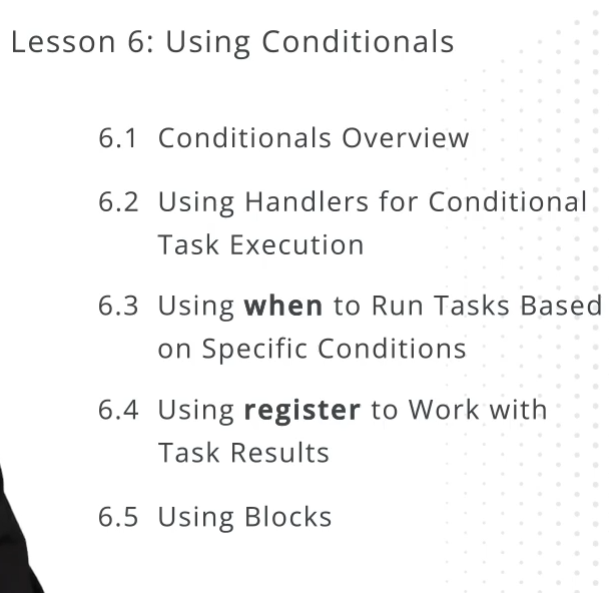 Lesson 6: Using Conditionals
6.1 Conditionals Overview
6.2 Using Handlers for Conditional
Task Execution
6.3 Using when to Run Tasks Based
on Specific Conditions
6.4 Using register to Work with
Task Results
6.5 Using Blocks